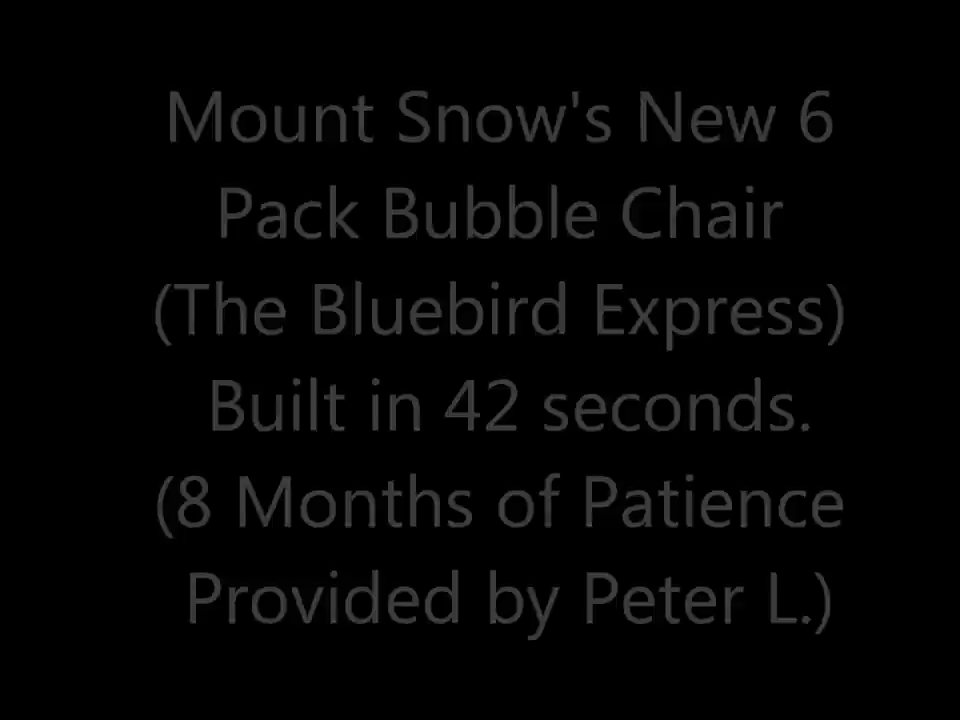 Mount Snow's New 6
Pack Bubble Chair
(The Bluebird Express)
Built in 42 seconds.
(8 Months of Patience
Provided by Peter L.)